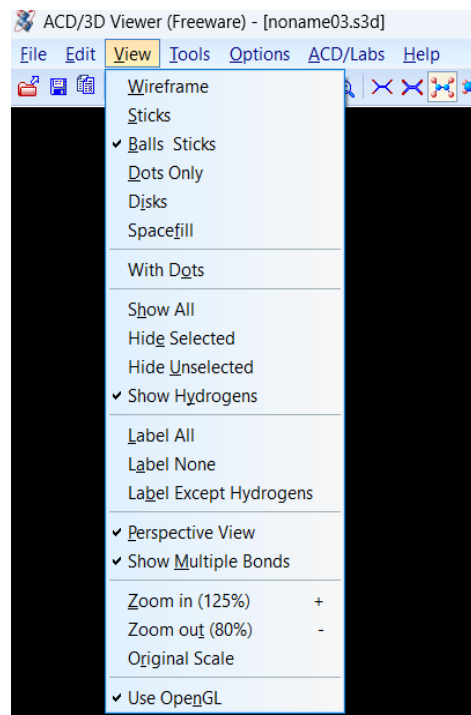 ACD/3D Viewer (Freeware) - [noname03.s3d]
File Edit View Tools Options ACD/Labs Help
Wireframe
Sticks
Balls Sticks
Dots Only
Disks
Spacefill
With Dots
Show All
Hide Selected
Hide Unselected
Show Hydrogens
Label All
Label None
Label Except Hydrogens
Perspective View
Show Multiple Bonds
Zoom in (125%) +
Zoom out (80%) -
Original Scale
Use OpenGL